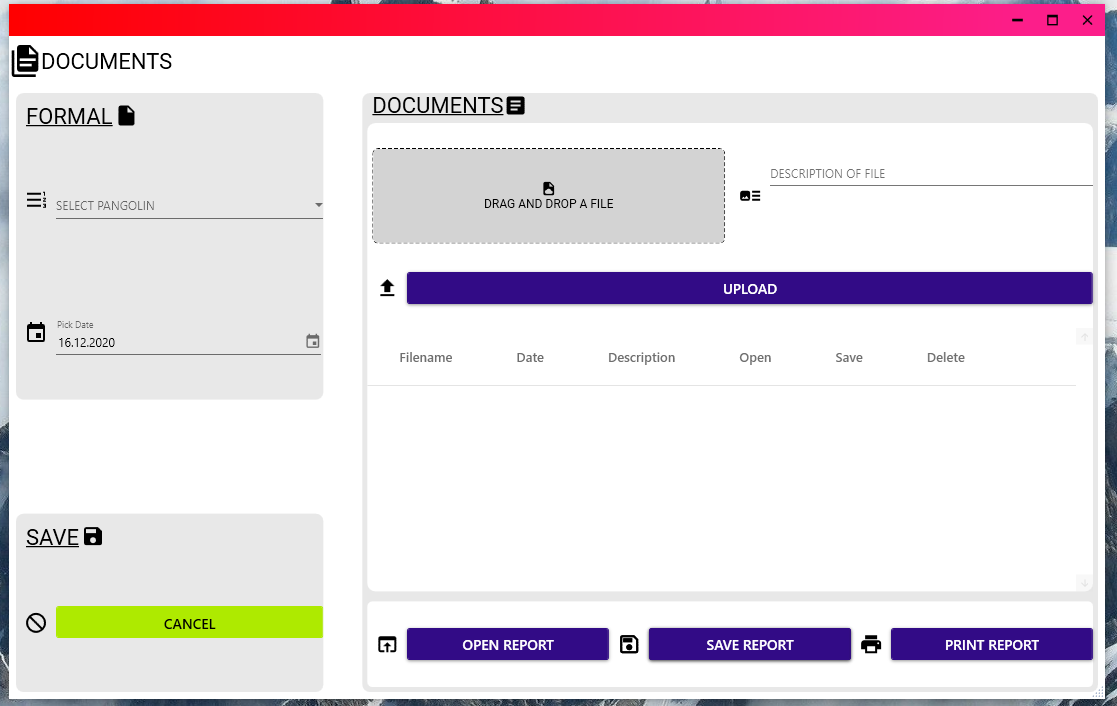 DOCUMENTS
FORMAL
SELECT PANGOLIN
Pick Date
16.12.2020
SAVE
CANCEL
DOCUMENTS
DRAG AND DROP A FILE
DESCRIPTION OF FILE
UPLOAD
Filename Date Description Open Save Delete
OPEN REPORT SAVE REPORT PRINT REPORT